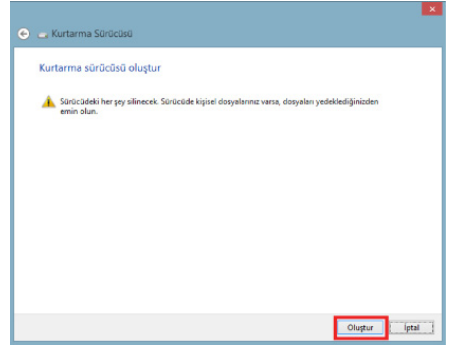 Kurtarma Sürücüsü
Kurtarma sürücüsü oluştur
Sürücüdeki her şey silinecek. Sürücüde kişisel dosyalarınız varsa, dosyaları yedeklediğinizden
emin olun.
Oluştur İptal